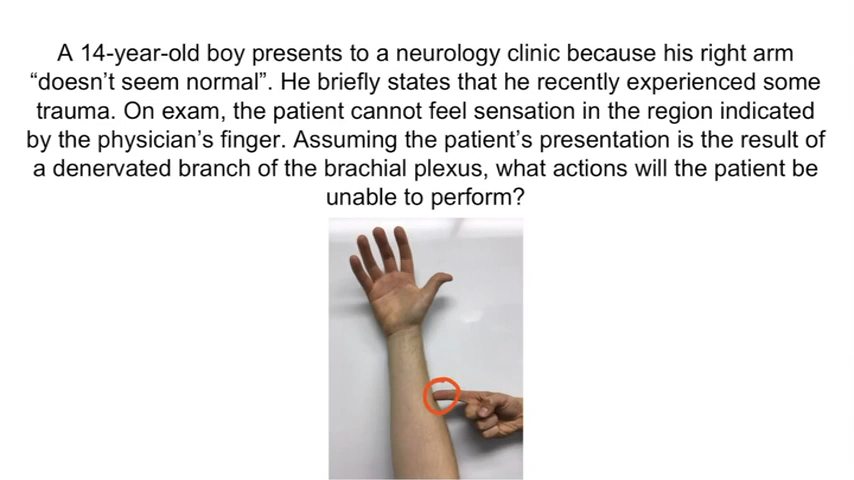 A 14-year-old boy presents to a neurology clinic because his right arm
“doesn’t seem normal”. He briefly states that he recently experienced some
trauma. On exam, the patient cannot feel sensation in the region indicated
by the physician’s finger. Assuming the patient’s presentation is the result of
a denervated branch of the brachial plexus, what actions will the patient be
unable to perform?